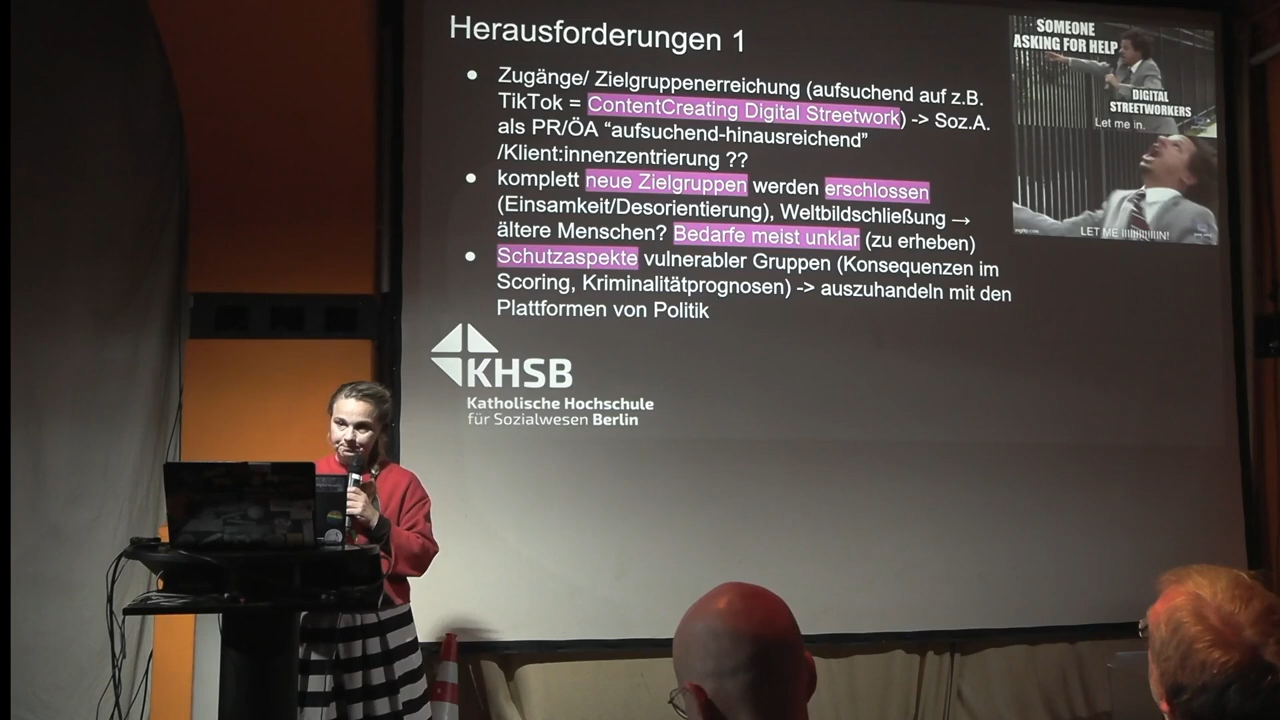 Herausforderungen 1
● Zugänge/ Zielgruppenerreichung (aufsuchend auf z.B.
TikTok = ContentCreating Digital Streetwork) -> Soz.A.
als PR/ÖA “aufsuchend-hinausreichend”
/Klient:innenzentrierung ??
● komplett neue Zielgruppen werden erschlossen
(Einsamkeit/Desorientierung), Weltbildschließung →
ältere Menschen? Bedarfe meist unklar (zu erheben)
● Schutzaspekte vulnerabler Gruppen (Konsequenzen im
Scoring, Kriminalitätprognosen) -> auszuhandeln mit den
Plattformen von Politik
SOMEONE
ASKING FOR HELP
DIGITAL
STREETWORKERS
Let me in.
LET ME IIIIIIIIIIIIN!
KHSB
Katholische Hochschule
für Sozialwesen Berlin